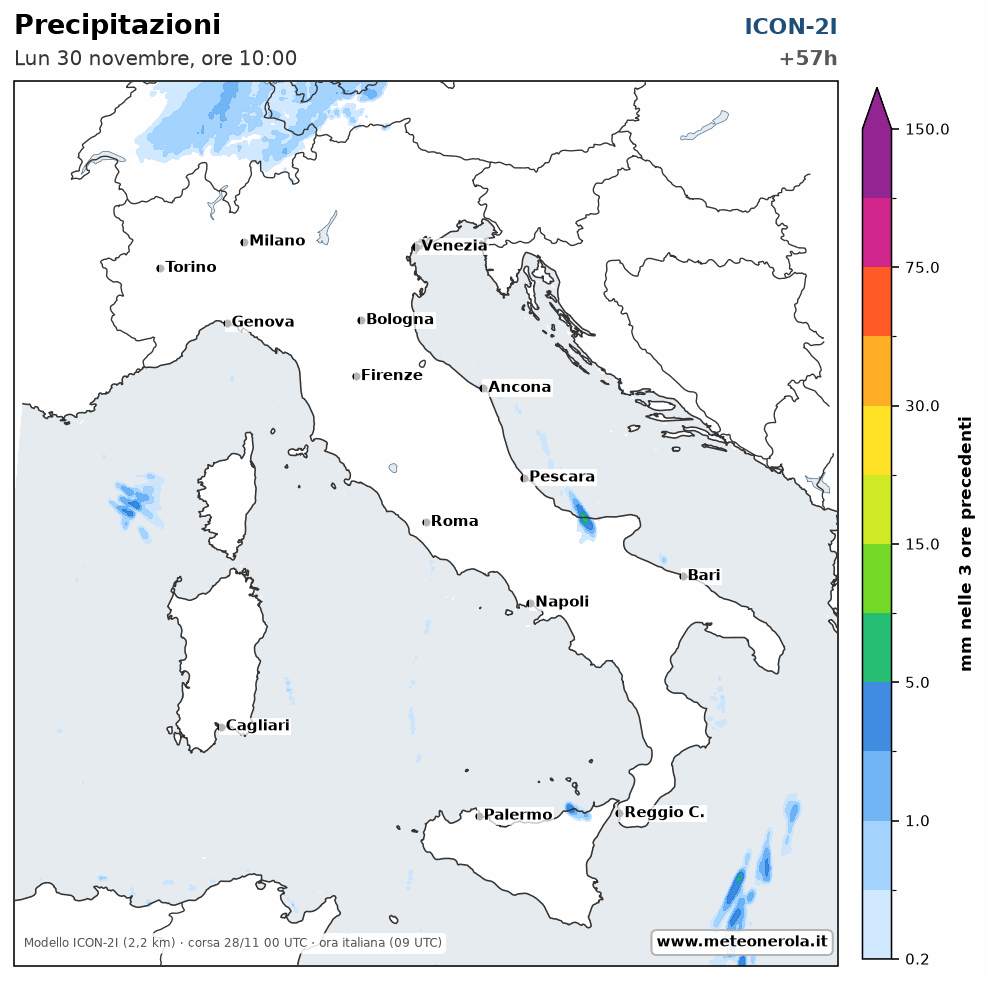 Precipitazioni
ICON-2I
Lun 30 novembre, ore 10:00
+57h
150.0
75.0
30.0
15.0
5.0
1.0
0.2
mm nelle 3 ore precedenti
Milano
Venezia
Torino
Genova
Bologna
Firenze
Ancona
Pescara
Roma
Bari
Napoli
Cagliari
Palermo
Reggio C.
Modello ICON-2I (2,2 km) · corsa 28/11 00 UTC · ora italiana (09 UTC)
www.meteonerola.it